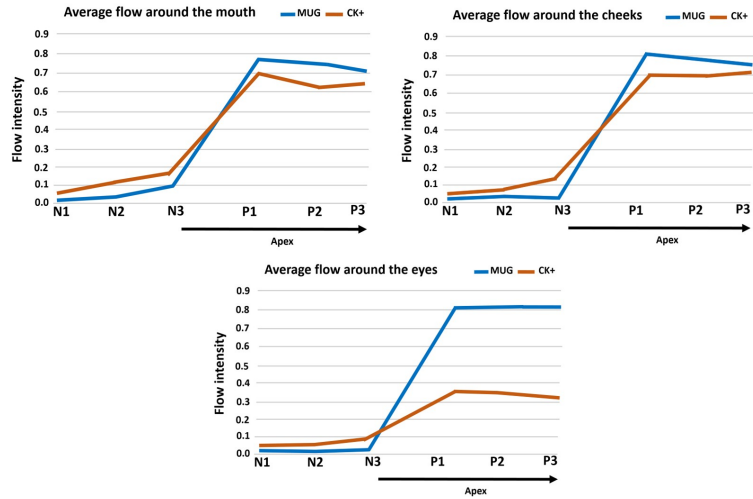 Average flow around the mouth
MUG CK+
Flow intensity
0.9
0.8
0.7
0.6
0.5
0.4
0.3
0.2
0.1
0.0
N1 N2 N3 P1 P2 P3
Apex
Average flow around the cheeks
MUG CK+
Flow intensity
0.9
0.8
0.7
0.6
0.5
0.4
0.3
0.2
0.1
0.0
N1 N2 N3 P1 P2 P3
Apex
Average flow around the eyes
MUG CK+
Flow intensity
0.9
0.8
0.7
0.6
0.5
0.4
0.3
0.2
0.1
0.0
N1 N2 N3 P1 P2 P3
Apex